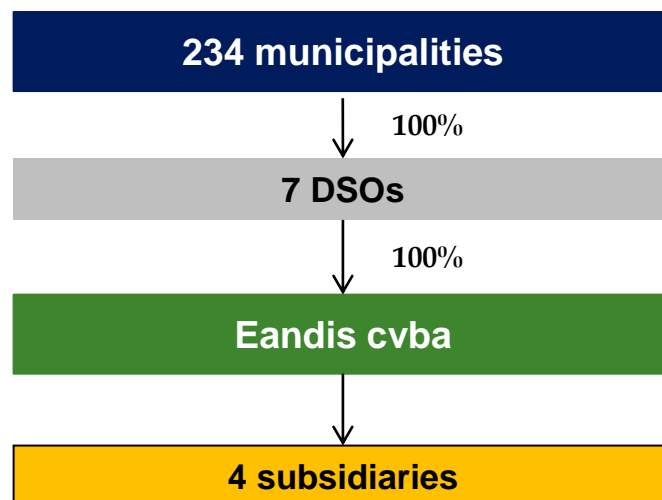 234 municipalities
100%
7 DSOs
100%
Eandis cvba
4 subsidiaries